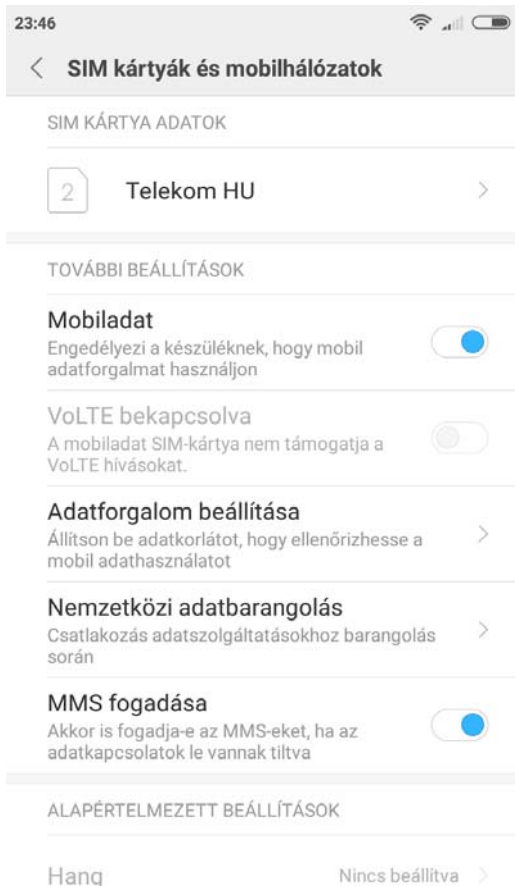 23:46
SIM kártyák és mobilhálózatok
SIM KÁRTYA ADATOK
2 Telekom HU
TOVÁBBI BEÁLLÍTÁSOK
Mobiladat
Engedélyezi a készüléknek, hogy mobil
adatforgalmat használjon
VoLTE bekapcsolva
A mobiladat SIM-kártya nem támogatja a
VoLTE hívásokat.
Adatforgalom beállítása
Állítson be adatkorlátot, hogy ellenőrizhesse a
mobil adathasználatot
Nemzetközi adatbarangolás
Csatlakozás adatszolgáltatásokhoz barangolás
során
MMS fogadása
Akkor is fogadja-e az MMS-eket, ha az
adatkapcsolatok le vannak tiltva
ALAPÉRTELMEZETT BEÁLLÍTÁSOK
Hang Nincs beállítva